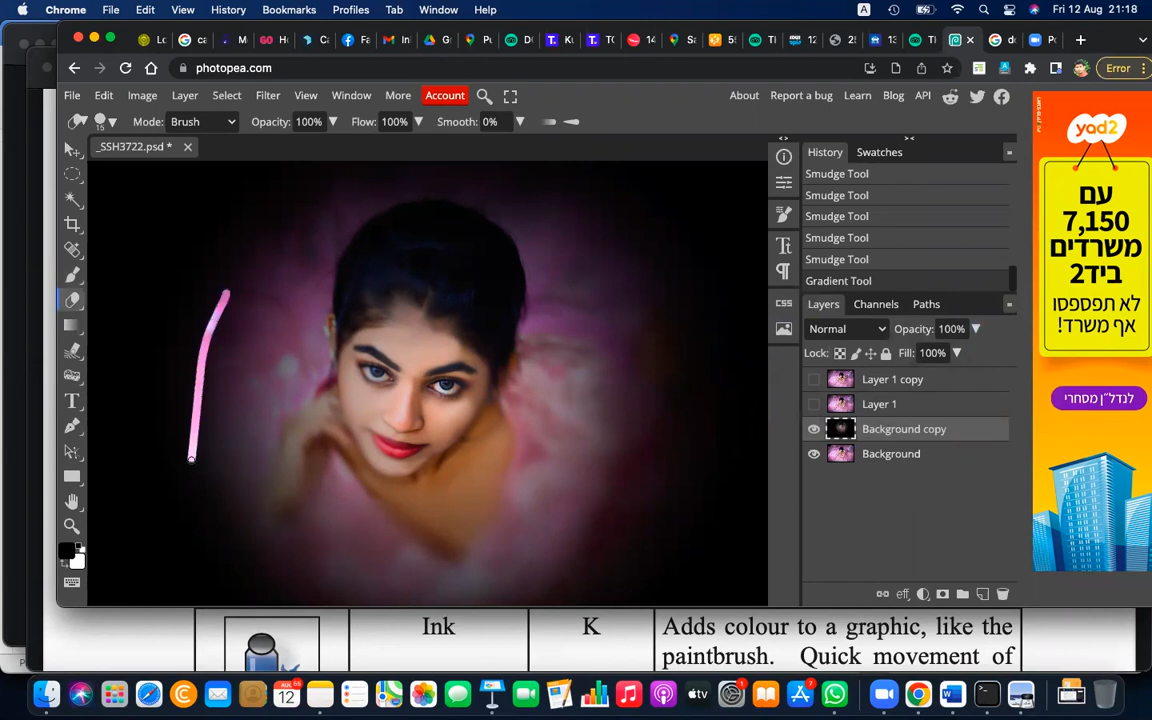 Chrome File Edit View History Bookmarks Profiles Tab Window Help A Fri 12 Aug 21:18
photopea.com Error
File Edit Image Layer Select Filter View Window More Account About Report a bug Learn Blog API
15 Mode: Brush Opacity: 100% Flow: 100% Smooth: 0%
_SSH3722.psd *
History Swatches
Smudge Tool
Smudge Tool
Smudge Tool
Smudge Tool
Smudge Tool
Gradient Tool
Layers Channels Paths
Normal Opacity: 100%
Lock: Fill: 100%
Layer 1 copy
Layer 1
Background copy
Background
CSS
eff
yad2
עם
7,150
משרדים
ביד2
לא תפספסו
אף משרד!
לנדל״ן מסחרי
Ink K Adds colour to a graphic, like the
paintbrush. Quick movement of